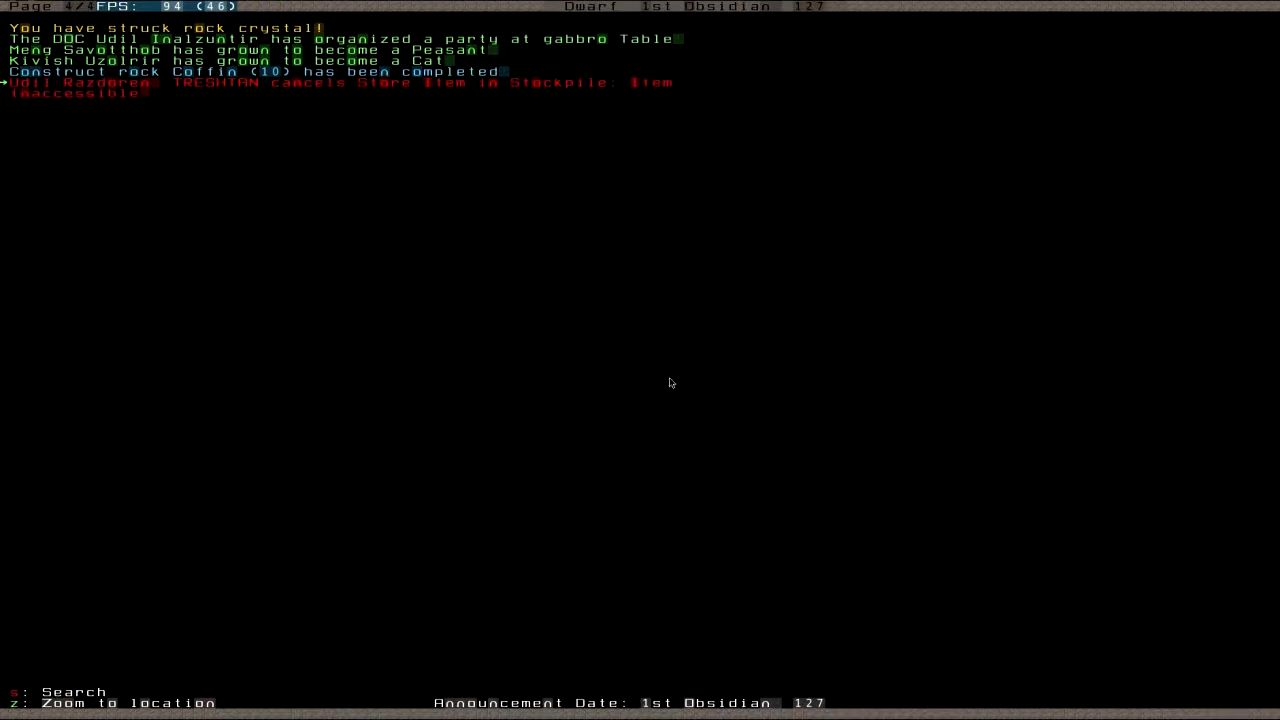 Page 4/4 FPS: 94 (46) Dwarf 1st Obsidian 127
You have struck rock crystal!
The DOC Udil Inalzuntir has organized a party at gabbro Table
Meng Savotthob has grown to become a Peasant
Kivish Uzolrir has grown to become a Cat
Construct rock Coffin (10) has been completed
Udil Razdoren TRESHTAN cancels Store Item in Stockpile: Item
inaccessible
s: Search
z: Zoom to location Announcement Date: 1st Obsidian 127